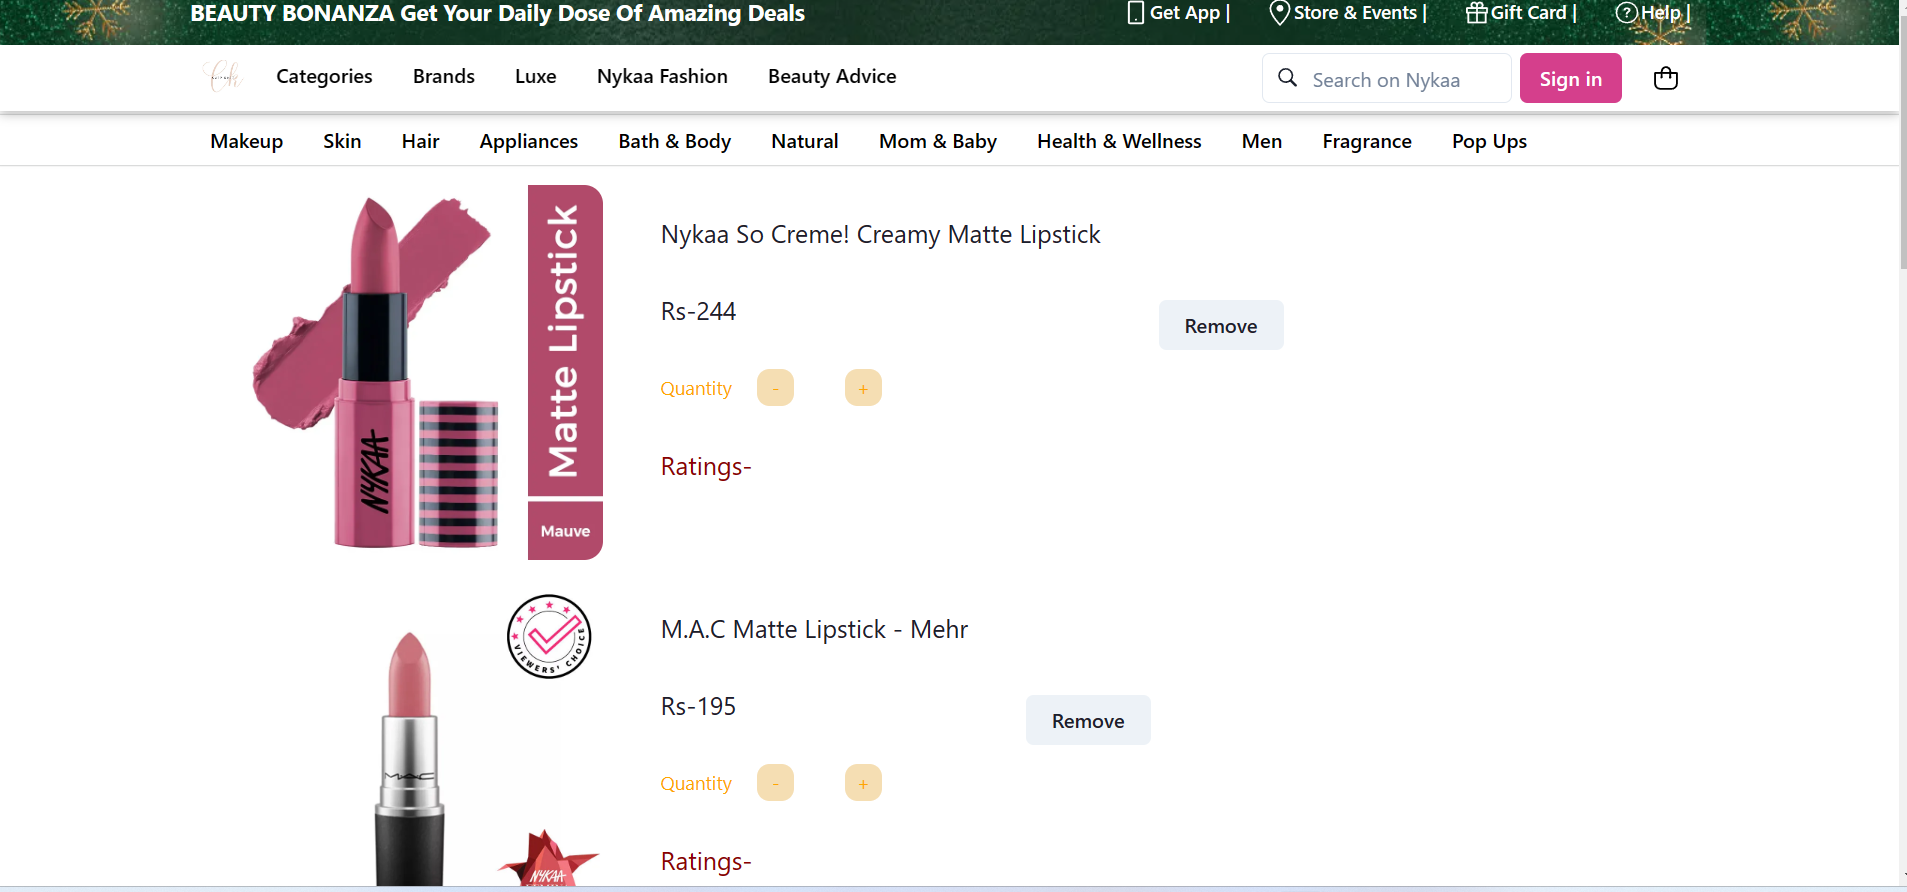 BEAUTY BONANZA Get Your Daily Dose Of Amazing Deals
Get App |
Store & Events |
Gift Card |
Help |
Categories
Brands
Luxe
Nykaa Fashion
Beauty Advice
Search on Nykaa
Sign in
Makeup
Skin
Hair
Appliances
Bath & Body
Natural
Mom & Baby
Health & Wellness
Men
Fragrance
Pop Ups
NYKAA
Matte Lipstick
Mauve
Nykaa So Creme! Creamy Matte Lipstick
Rs-244
Remove
Quantity - +
Ratings-
VIEWERS' CHOICE
MAC
NYKAA
M.A.C Matte Lipstick - Mehr
Rs-195
Remove
Quantity - +
Ratings-